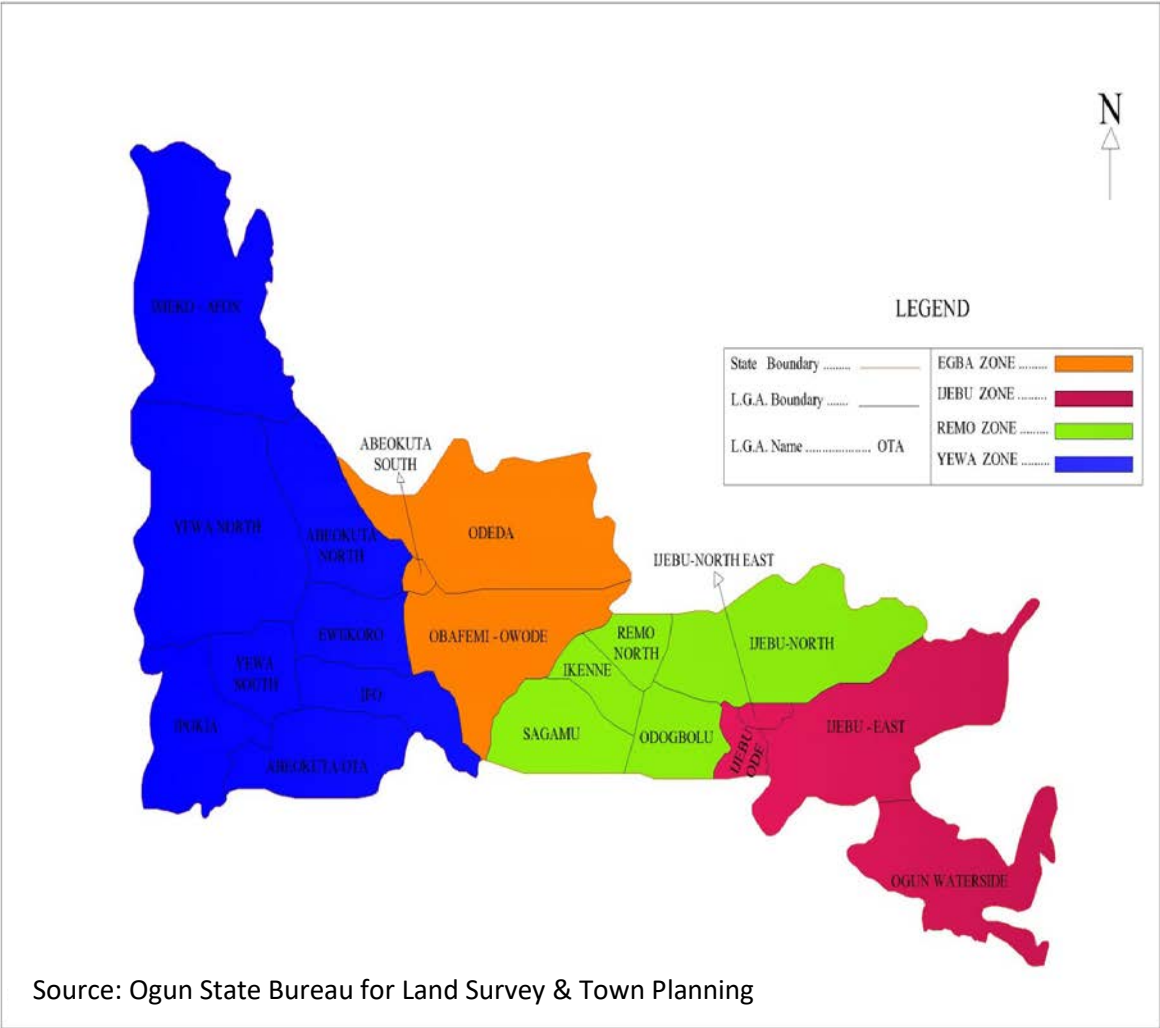 N
IMEKO - AFON
LEGEND
State Boundary ......... 
EGBA ZONE .........
L.G.A. Boundary .......
IJEBU ZONE .........
REMO ZONE ..........
L.G.A. Name .................... OTA
YEWA ZONE .........
ABEOKUTA
SOUTH
YEWA NORTH
ABEOKUTA
NORTH
ODEDA
IJEBU-NORTH EAST
EWEKORO
OBAFEMI - OWODE
REMO
NORTH
IJEBU-NORTH
IKENNE
YEWA
SOUTH
IFO
IPOKIA
SAGAMU
ODOGBOLU
IJEBU
ODE
IJEBU - EAST
ABEOKUTA OTA
OGUN WATERSIDE
Source: Ogun State Bureau for Land Survey & Town Planning